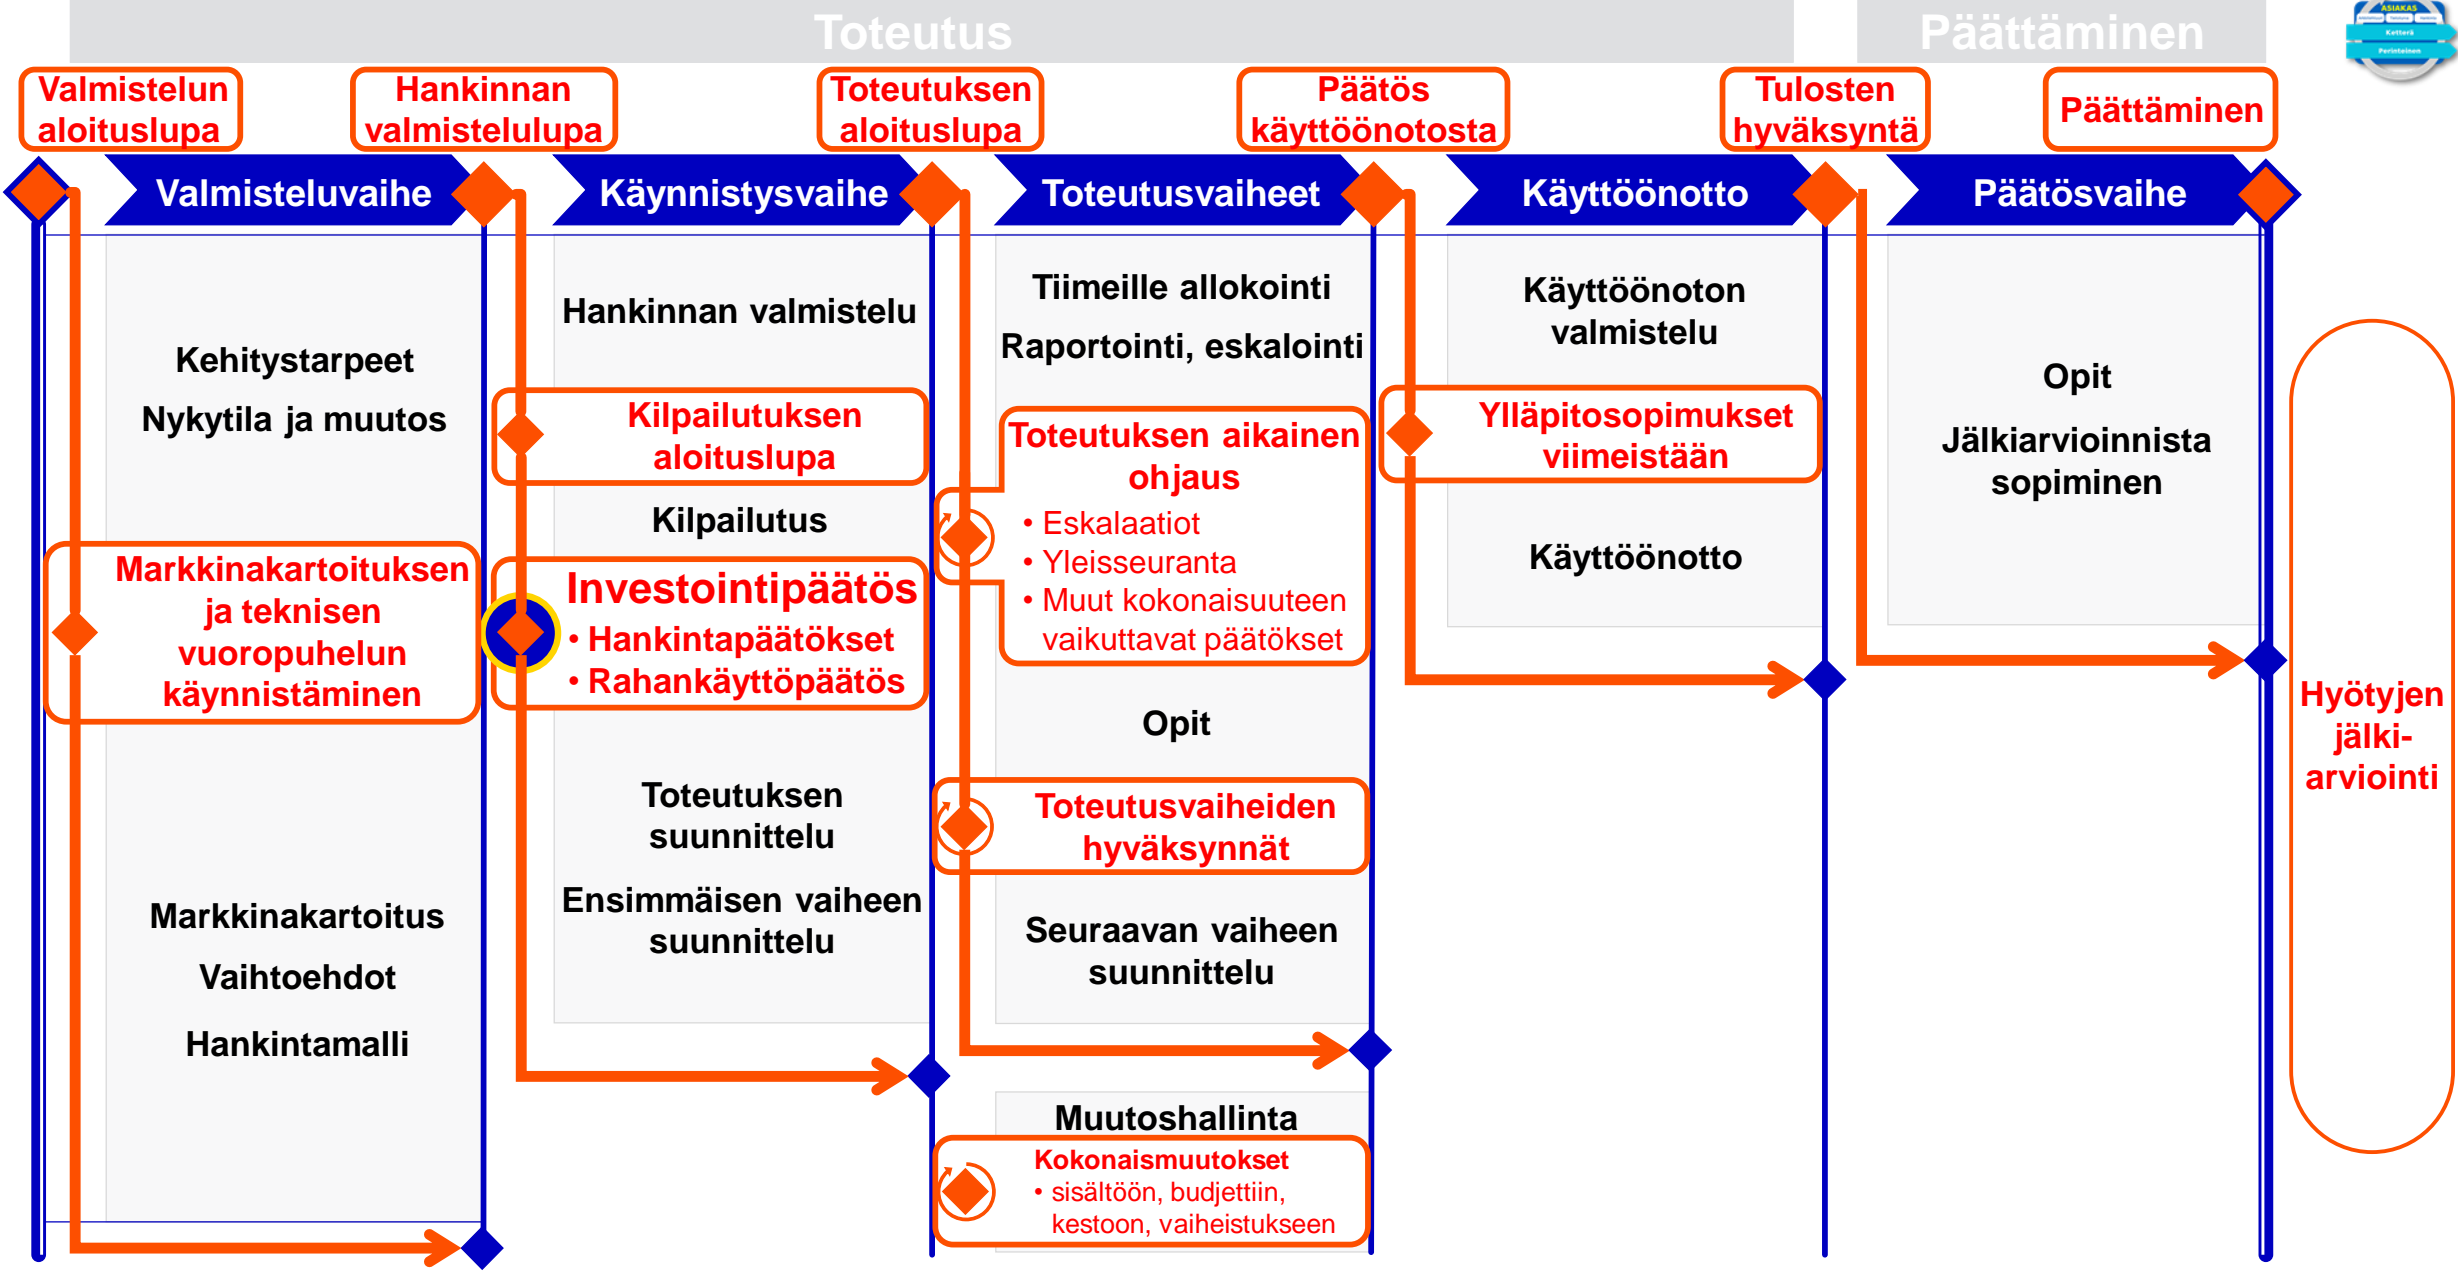 Toteutus
Päättäminen
ASIAKAS
Ketterä
Perinteinen
Valmistelun
aloituslupa
Hankinnan
valmistelulupa
Toteutuksen
aloituslupa
Päätös
käyttöönotosta
Tulosten
hyväksyntä
Päättäminen
Valmisteluvaihe
Käynnistysvaihe
Toteutusvaiheet
Käyttöönotto
Päätösvaihe
Kehitystarpeet
Nykytila ja muutos
Markkinakartoituksen
ja teknisen
vuoropuhelun
käynnistäminen
Markkinakartoitus
Vaihtoehdot
Hankintamalli
Hankinnan valmistelu
Kilpailutuksen
aloituslupa
Kilpailutus
Investointipäätös
• Hankintapäätökset
• Rahankäyttöpäätös
Toteutuksen
suunnittelu
Ensimmäisen vaiheen
suunnittelu
Tiimeille allokointi
Raportointi, eskalointi
Toteutuksen aikainen
ohjaus
• Eskalaatiot
• Yleisseuranta
• Muut kokonaisuuteen
vaikuttavat päätökset
Opit
Toteutusvaiheiden
hyväksynnät
Seuraavan vaiheen
suunnittelu
Muutoshallinta
Kokonaismuutokset
• sisältöön, budjettiin,
kestoon, vaiheistukseen
Käyttöönoton
valmistelu
Ylläpitosopimukset
viimeistään
Käyttöönotto
Opit
Jälkiarvioinnista
sopiminen
Hyötyjen
jälki-
arviointi